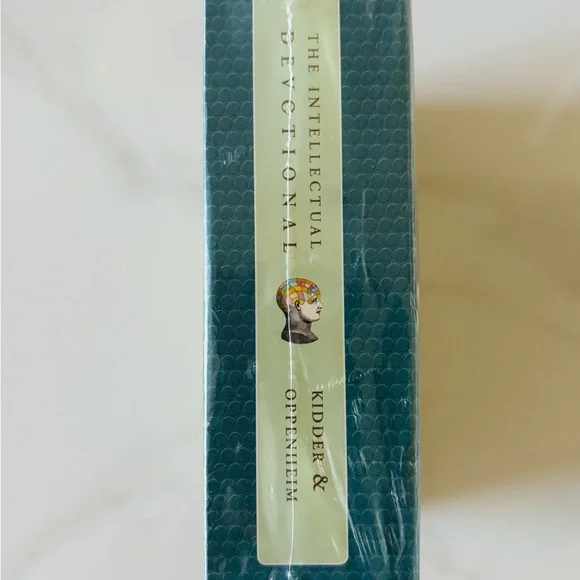 THE INTELLECTUAL
DEVOTIONAL
KIDDER &
OPPENHEIM